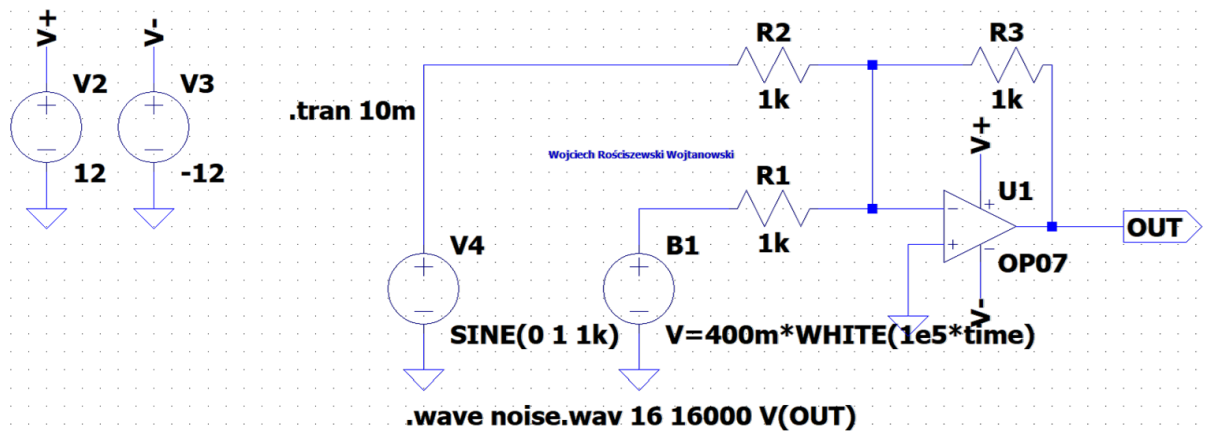 V+
V-
V2
12
V3
-12
.tran 10m
R2
1k
R3
1k
Wojciech Rościszewski Wojtanowski
R1
1k
V+
U1
OP07
V-
OUT
V4
SINE(0 1 1k)
B1
V=400m*WHITE(1e5*time)
.wave noise.wav 16 16000 V(OUT)